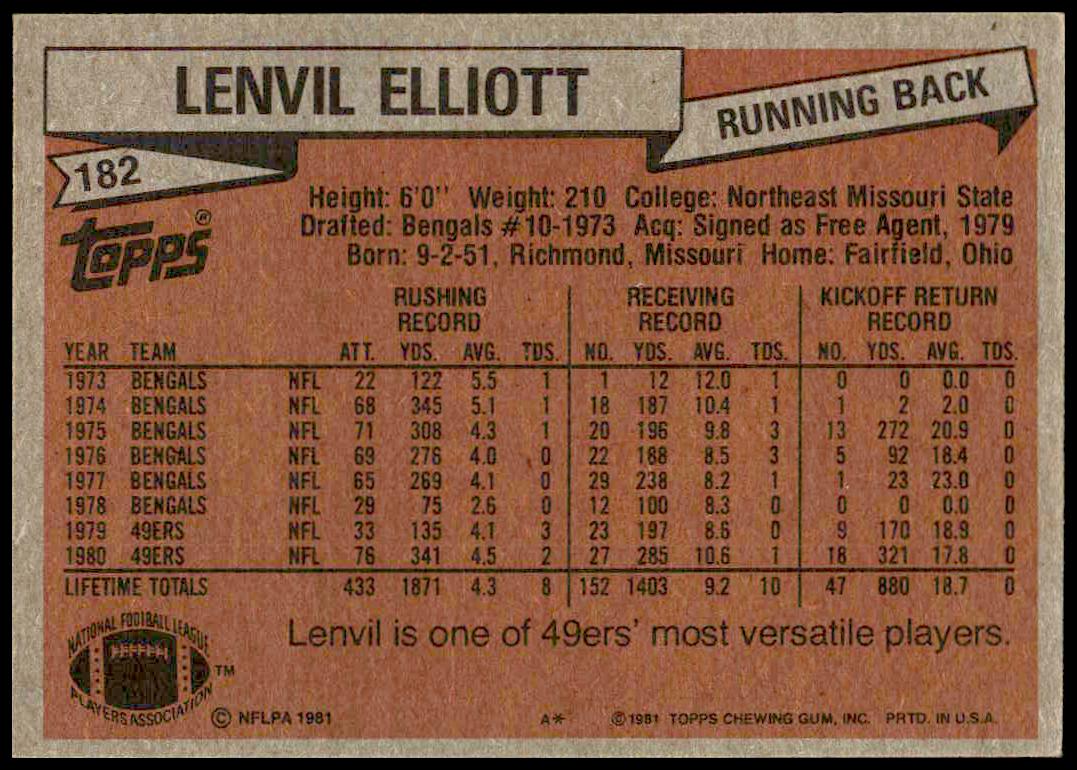 LENVIL ELLIOTT
RUNNING BACK
182
Topps®
Height: 6'0" Weight: 210 College: Northeast Missouri State
Drafted: Bengals #10-1973 Acq: Signed as Free Agent, 1979
Born: 9-2-51, Richmond, Missouri Home: Fairfield, Ohio
RUSHING RECORD RECEIVING RECORD KICKOFF RETURN RECORD
YEAR TEAM ATT. YDS. AVG. TDS. NO. YDS. AVG. TDS. NO. YDS. AVG. TDS.
1973 BENGALS NFL 22 122 5.5 1 1 12 12.0 1 0 0 0.0 0
1974 BENGALS NFL 68 345 5.1 1 18 187 10.4 1 1 2 2.0 0
1975 BENGALS NFL 71 308 4.3 1 20 196 9.8 3 13 272 20.9 0
1976 BENGALS NFL 69 276 4.0 0 22 188 8.5 3 5 92 18.4 0
1977 BENGALS NFL 65 269 4.1 0 29 238 8.2 1 1 23 23.0 0
1978 BENGALS NFL 29 75 2.6 0 12 100 8.3 0 0 0 0.0 0
1979 49ERS NFL 33 135 4.1 3 23 197 8.6 0 9 170 18.9 0
1980 49ERS NFL 76 341 4.5 2 27 285 10.6 1 18 321 17.8 0
LIFETIME TOTALS 433 1871 4.3 8 152 1403 9.2 10 47 880 18.7 0
Lenvil is one of 49ers' most versatile players.
NATIONAL FOOTBALL LEAGUE
PLAYERS ASSOCIATION
TM
© NFLPA 1981
A* © 1981 TOPPS CHEWING GUM, INC. PRTD. IN U.S.A.